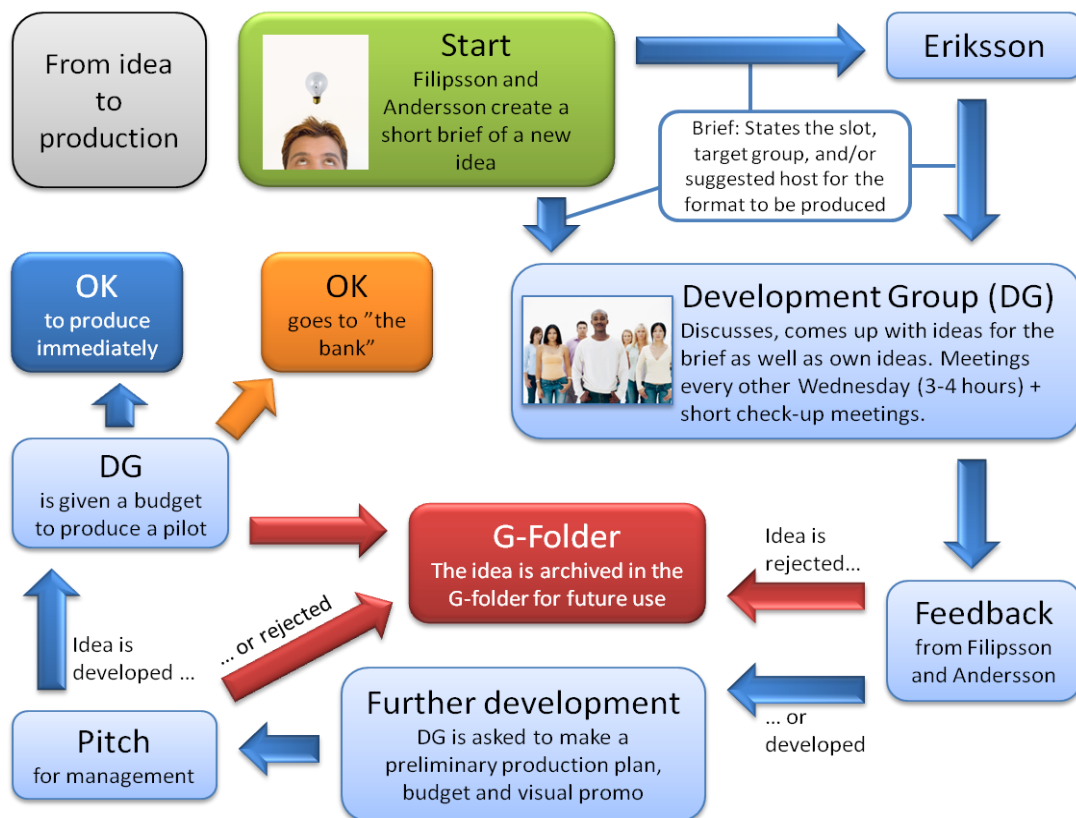 From idea
to
production
Start
Filipsson and
Andersson create a
short brief of a new
idea
Eriksson
Brief: States the slot,
target group, and/or
suggested host for the
format to be produced
Development Group (DG)
Discusses, comes up with ideas for the
brief as well as own ideas. Meetings
every other Wednesday (3-4 hours) +
short check-up meetings.
OK
to produce
immediately
OK
goes to ”the
bank”
DG
is given a budget
to produce a pilot
G-Folder
The idea is archived in the
G-folder for future use
Idea is
rejected…
Feedback
from Filipsson
and Andersson
… or
developed
Further development
DG is asked to make a
preliminary production plan,
budget and visual promo
Pitch
for management
Idea is
developed …
… or rejected